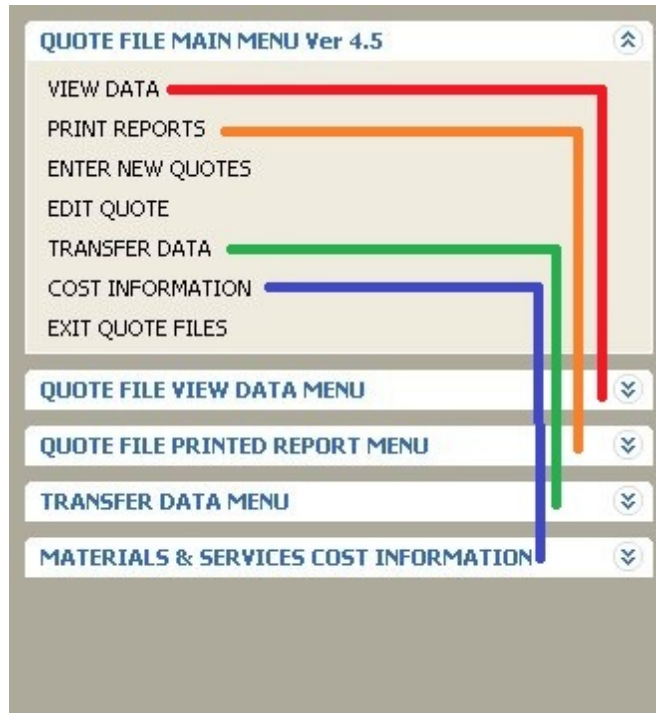 QUOTE FILE MAIN MENU Ver 4.5
VIEW DATA
PRINT REPORTS
ENTER NEW QUOTES
EDIT QUOTE
TRANSFER DATA
COST INFORMATION
EXIT QUOTE FILES
QUOTE FILE VIEW DATA MENU
QUOTE FILE PRINTED REPORT MENU
TRANSFER DATA MENU
MATERIALS & SERVICES COST INFORMATION